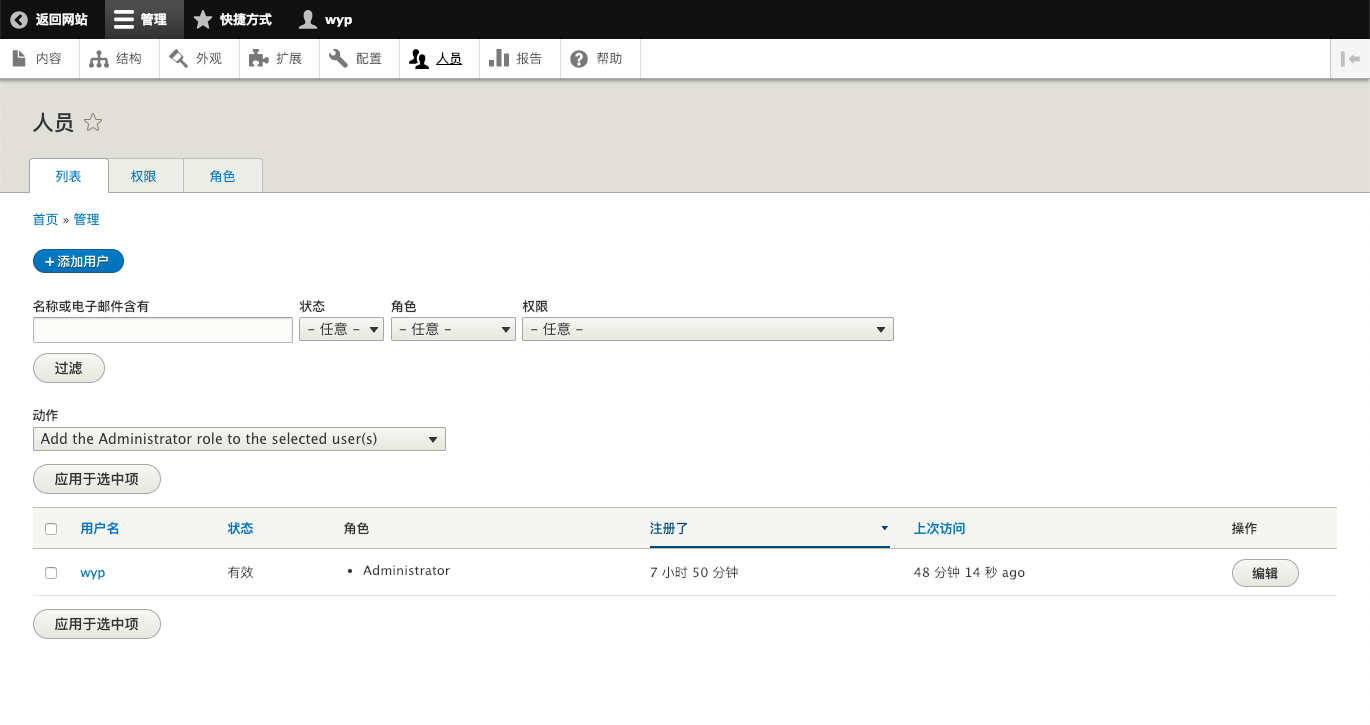 返回网站 管理 快捷方式 wyp
内容 结构 外观 扩展 配置 人员 报告 帮助
人员
列表 权限 角色
首页 » 管理
+ 添加用户
名称或电子邮件含有 状态 角色 权限
– 任意 – – 任意 – – 任意 –
过滤
动作
Add the Administrator role to the selected user(s)
应用于选中项
用户名 状态 角色 注册了 上次访问 操作
wyp 有效 • Administrator 7 小时 50 分钟 48 分钟 14 秒 ago 编辑
应用于选中项